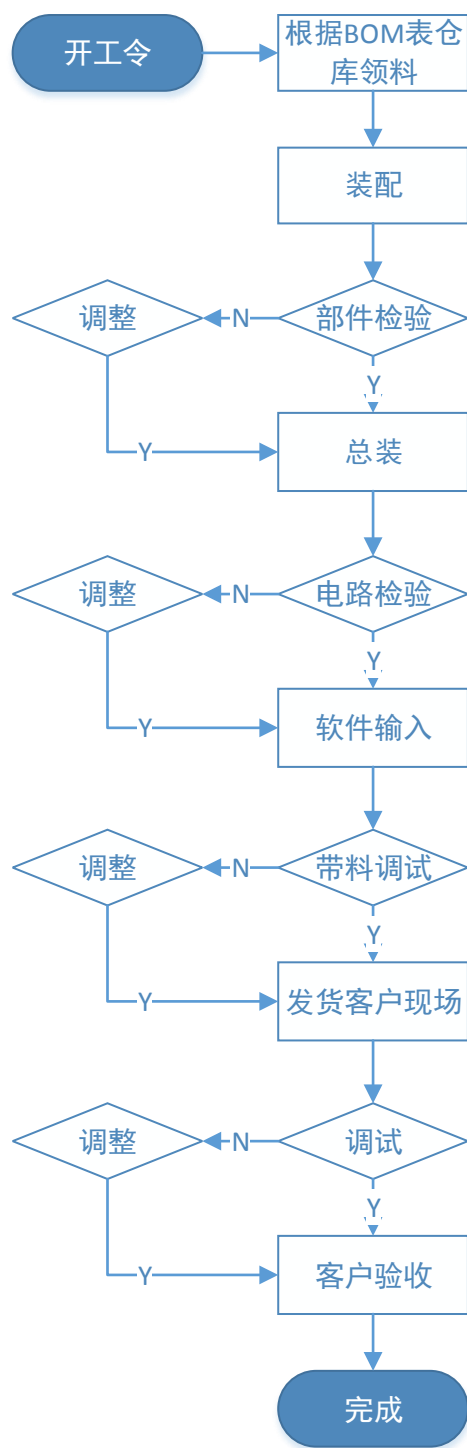 开工令
根据BOM表仓
库领料
装配
调整
N
部件检验
Y
Y
总装
调整
N
电路检验
Y
Y
软件输入
调整
N
带料调试
Y
Y
发货客户现场
调整
N
调试
Y
Y
客户验收
完成